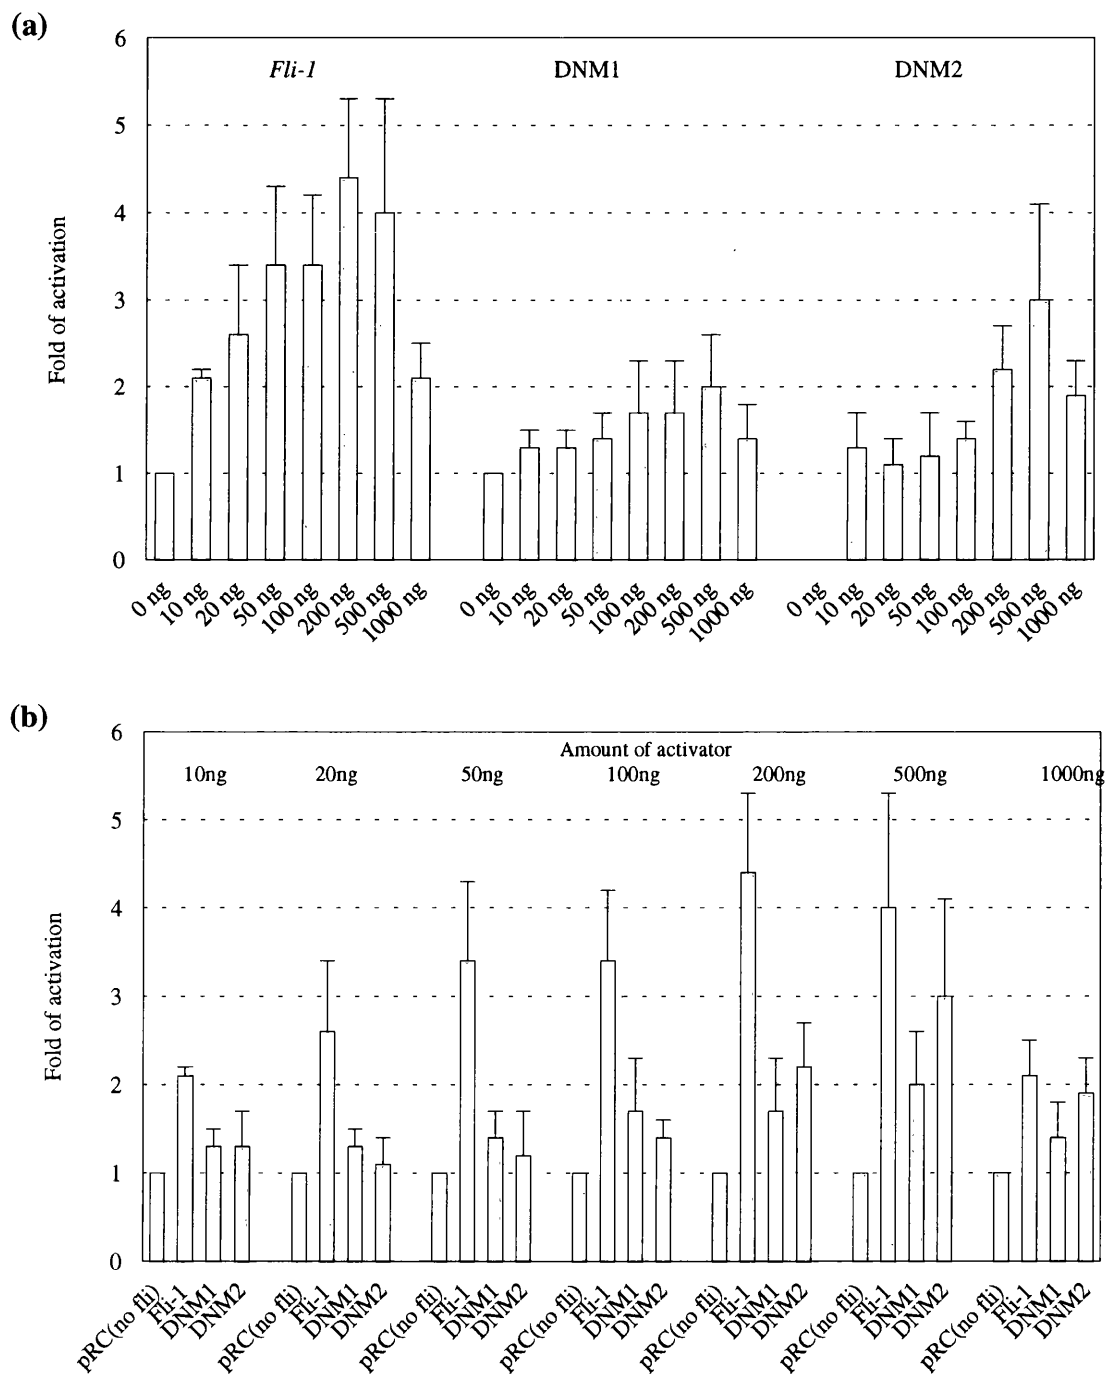 (a)
Fli-1 DNM1 DNM2
6
5
4
3
2
1
0
Fold of activation
0 ng 10 ng 20 ng 50 ng 100 ng 200 ng 500 ng 1000 ng 0 ng 10 ng 20 ng 50 ng 100 ng 200 ng 500 ng 1000 ng 0 ng 10 ng 20 ng 50 ng 100 ng 200 ng 500 ng 1000 ng
(b)
Amount of activator
10ng 20ng 50ng 100ng 200ng 500ng 1000ng
6
5
4
3
2
1
0
Fold of activation
pRC(no fli) Fli-1 DNM1 DNM2 pRC(no fli) Fli-1 DNM1 DNM2 pRC(no fli) Fli-1 DNM1 DNM2 pRC(no fli) Fli-1 DNM1 DNM2 pRC(no fli) Fli-1 DNM1 DNM2 pRC(no fli) Fli-1 DNM1 DNM2 pRC(no fli) Fli-1 DNM1 DNM2